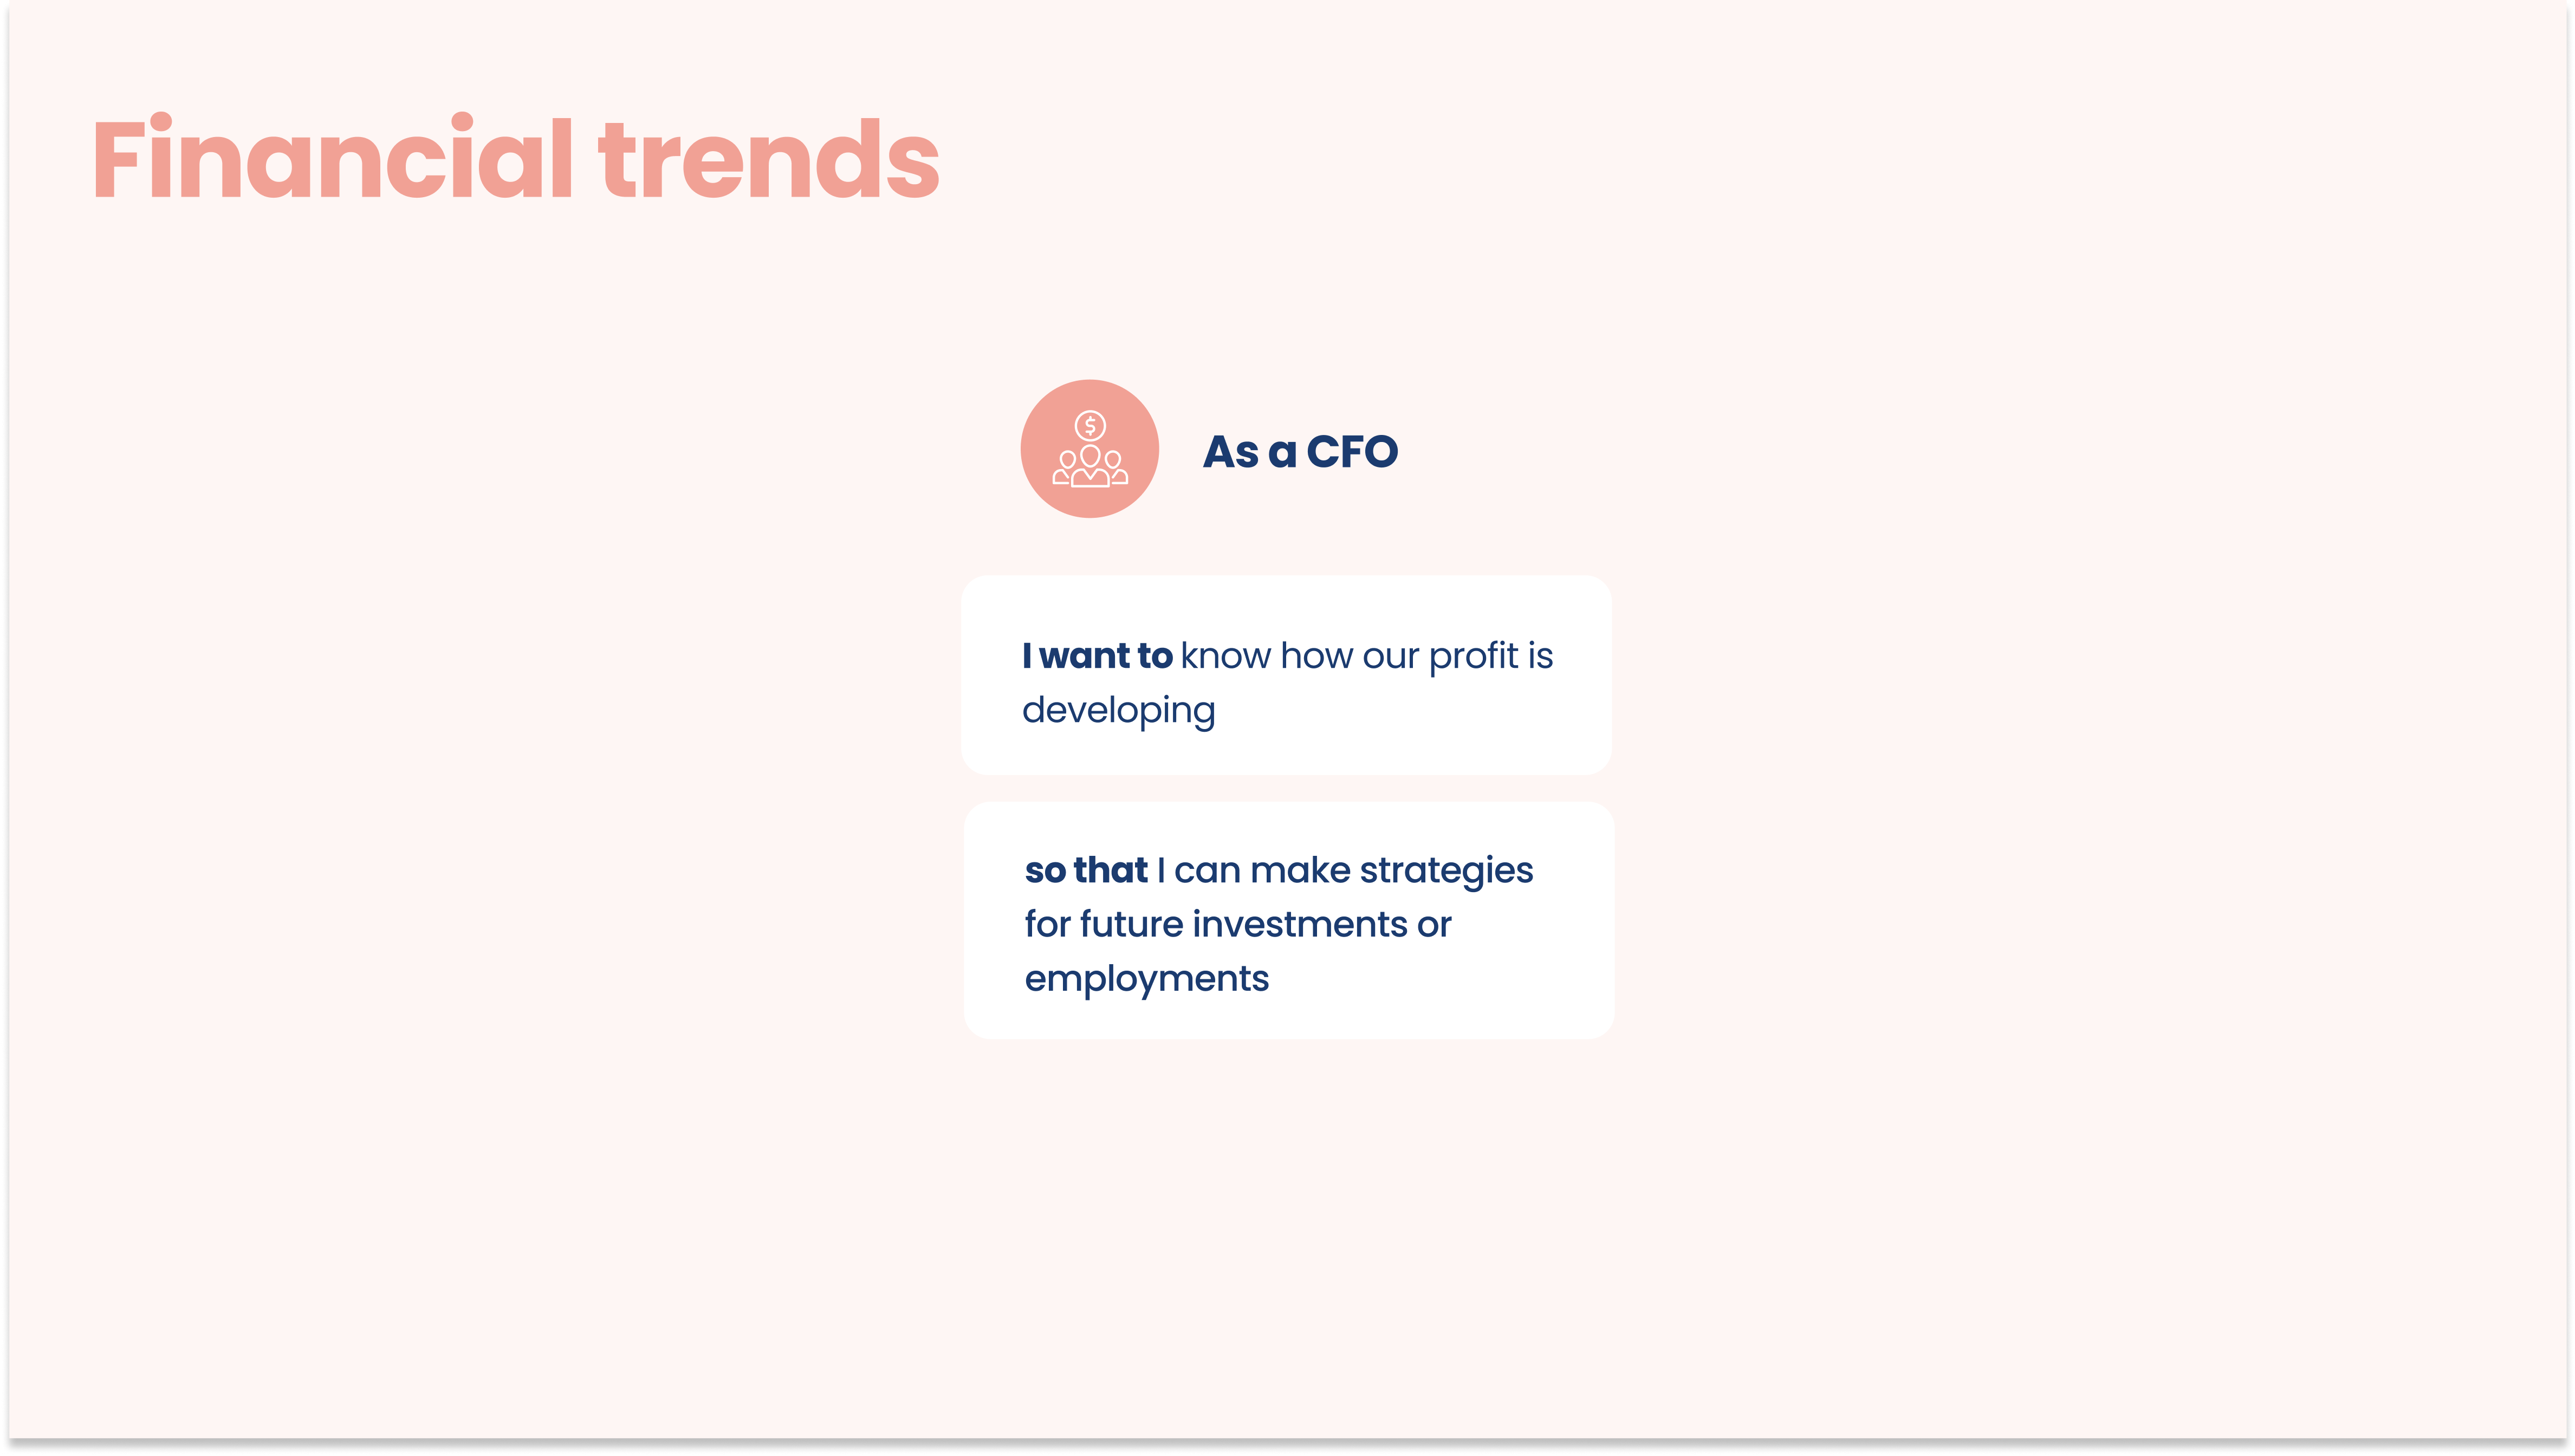 Financial trends
$
As a CFO
I want to know how our profit is
developing
so that I can make strategies
for future investments or
employments